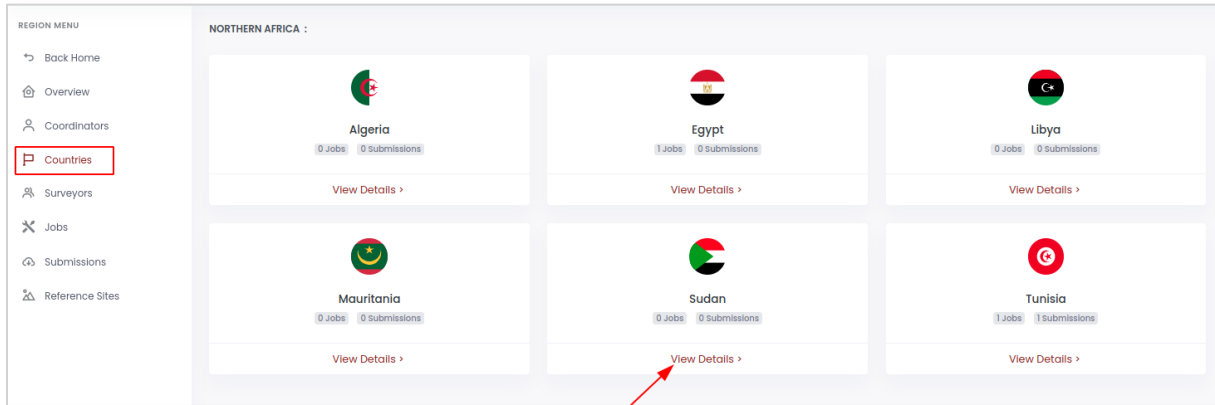 REGION MENU
Back Home
Overview
Coordinators
Countries
Surveyors
Jobs
Submissions
Reference Sites
NORTHERN AFRICA :
Algeria
0 Jobs 0 Submissions
View Details >
Egypt
1 Jobs 0 Submissions
View Details >
Libya
0 Jobs 0 Submissions
View Details >
Mauritania
0 Jobs 0 Submissions
View Details >
Sudan
0 Jobs 0 Submissions
View Details >
Tunisia
1 Jobs 1 Submissions
View Details >